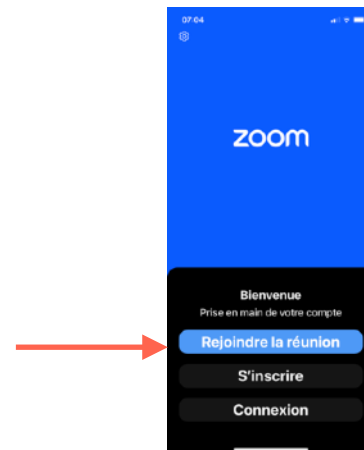 07:04
zoom
Bienvenue
Prise en main de votre compte
Rejoindre la réunion
S'inscrire
Connexion